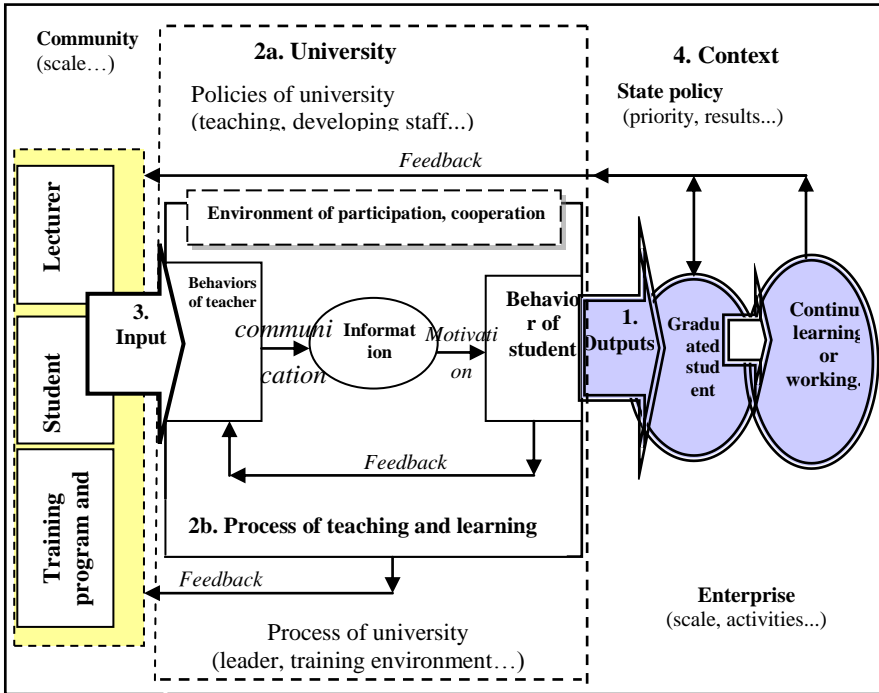 Community
(scale…)
2a. University
Policies of university
(teaching, developing staff...)
4. Context
State policy
(priority, results...)
Feedback
Lecturer
Student
Training
program and
3.
Input
Environment of participation, cooperation
Behaviors
of teacher
communi
cation
Informat
ion
Motivati
on
Behavio
r of
student
1.
Outputs
Gradu
ated
stud
ent
Continu
learning
or
working.
Feedback
2b. Process of teaching and learning
Feedback
Process of university
(leader, training environment…)
Enterprise
(scale, activities...)